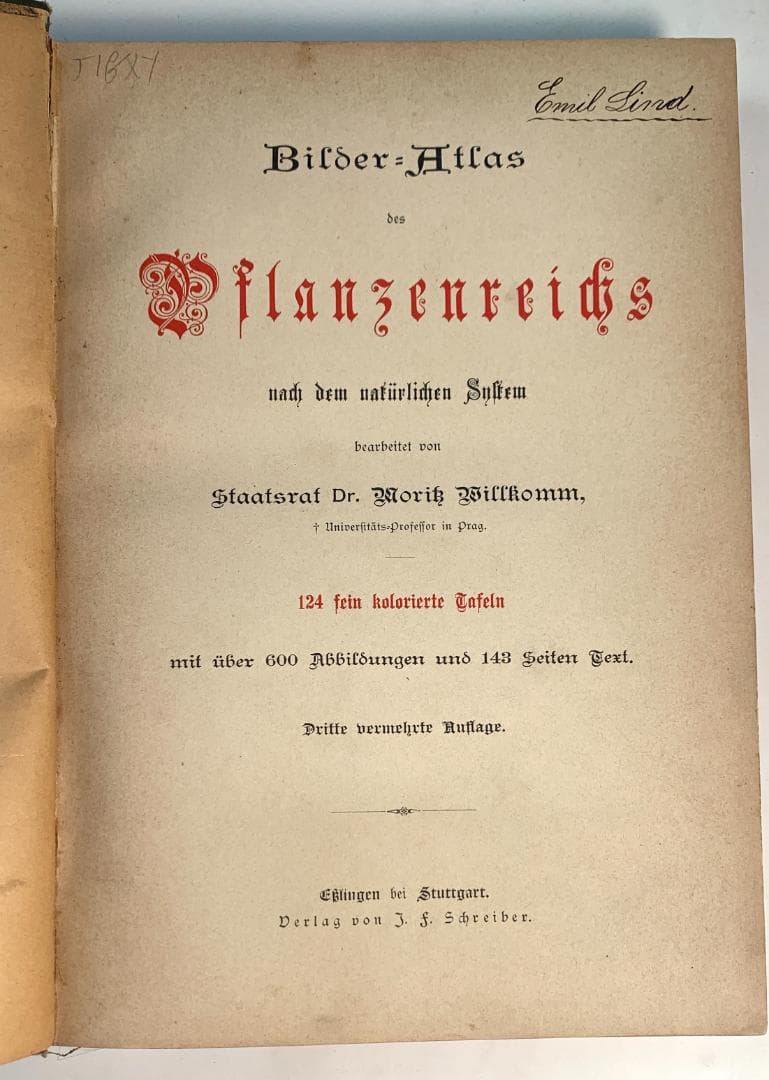 Emil Lind.
Bilder=Atlas
des
Pflanzenreichs
nach dem natürlichen System
bearbeitet von
Staatsrat Dr. Moritz Willkomm,
† Universitäts=Professor in Prag.
124 fein kolorierte Tafeln
mit über 600 Abbildungen und 143 Seiten Text.
Dritte vermehrte Auflage.
Eßlingen bei Stuttgart.
Verlag von J. F. Schreiber.